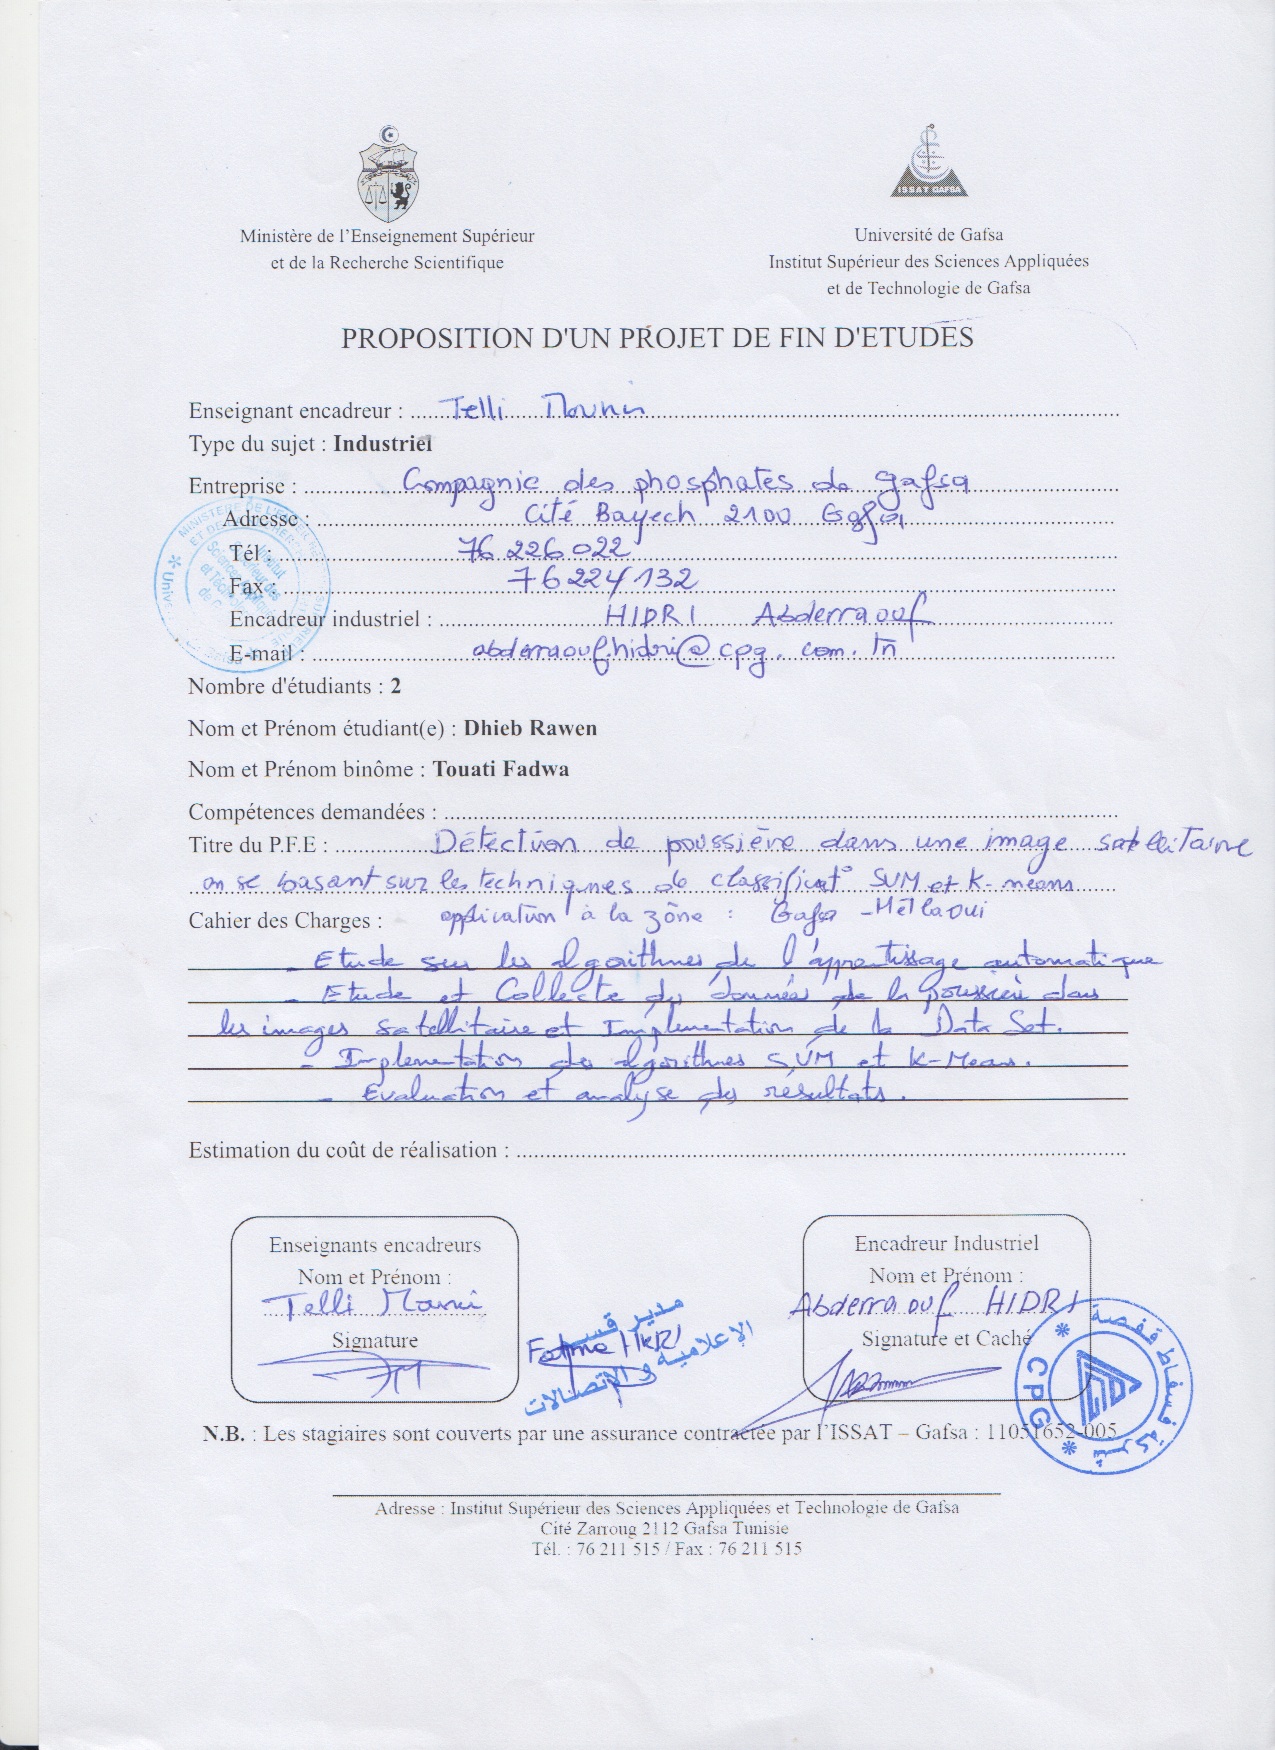 ISSAT GAFSA
Ministère de l'Enseignement Supérieur
et de la Recherche Scientifique
Université de Gafsa
Institut Supérieur des Sciences Appliquées
et de Technologie de Gafsa
PROPOSITION D'UN PROJET DE FIN D'ETUDES
Enseignant encadreur : Telli Mounir
Type du sujet : Industriel
Entreprise : Compagnie des phosphates de gafsa
Adresse : Cité Bayech 2100 Gafsa
Tél : 76 226 022
Fax : 76 224 132
Encadreur industriel : HIDRI Abderraouf
E-mail : abderraouf.hidri@cpg.com.tn
Nombre d'étudiants : 2
Nom et Prénom étudiant(e) : Dhieb Rawen
Nom et Prénom binôme : Touati Fadwa
Compétences demandées :
Titre du P.F.E : Détection de poussière dans une image satellitaire
en se basant sur les techniques de classificat° SVM et K-means
Cahier des Charges : application à la zône : Gafsa - Métlaoui
- Etude sur les algorithmes de l'apprentissage automatique
- Etude et Collecte des données de la poussière dans
les images satellitaire et Implementation de la Data Set.
- Implementation des algorithmes SVM et K-Means.
- Evaluation et analyse des résultats.
Estimation du coût de réalisation :
Enseignants encadreurs
Nom et Prénom :
Telli Mounir
Signature
مدير قسم
الإعلامية و الإتصالات
Encadreur Industriel
Nom et Prénom :
Abderraouf HIDRI
Signature et Caché
شركة فسفاط قفصة
CPG
N.B. : Les stagiaires sont couverts par une assurance contractée par l'ISSAT – Gafsa : 11051652-005
Adresse : Institut Supérieur des Sciences Appliquées et Technologie de Gafsa
Cité Zarroug 2112 Gafsa Tunisie
Tél. : 76 211 515 / Fax : 76 211 515